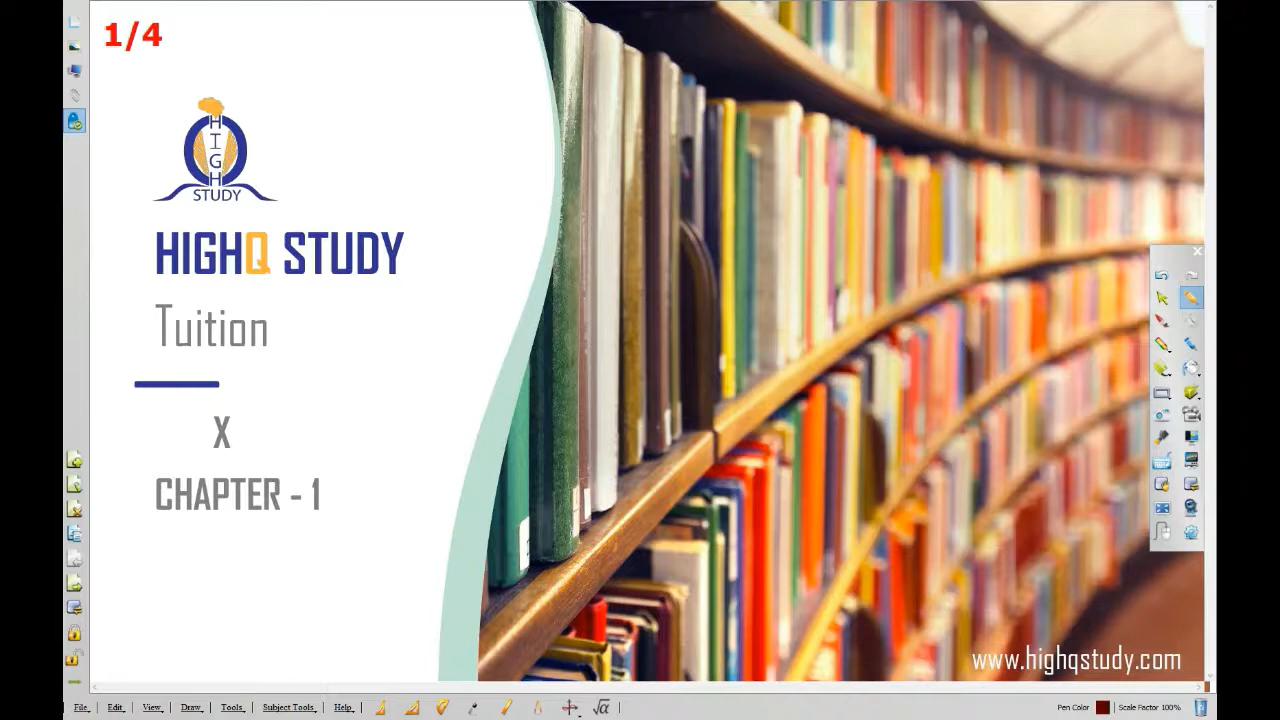 1/4
HIGH
STUDY
HIGHQ STUDY
Tuition
X
CHAPTER - 1
www.highqstudy.com
File Edit View Draw Tools Subject Tools Help
Pen Color Scale Factor 100%